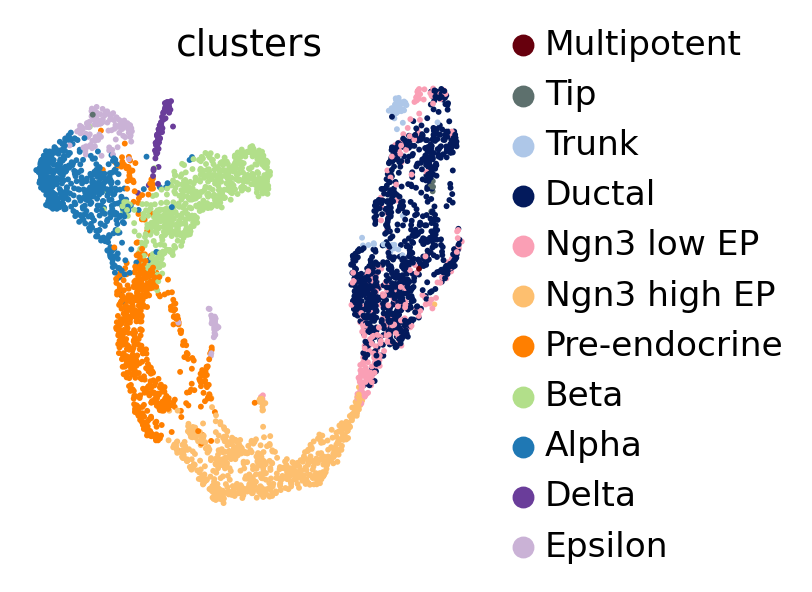 clusters
Multipotent
Tip
Trunk
Ductal
Ngn3 low EP
Ngn3 high EP
Pre-endocrine
Beta
Alpha
Delta
Epsilon